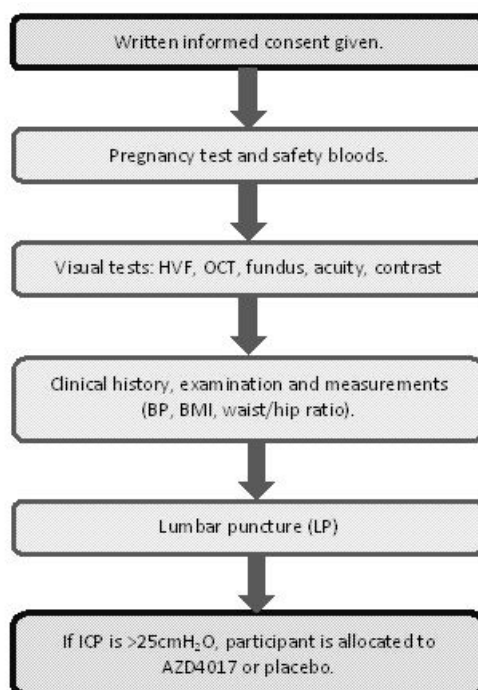 Written informed consent given.
Pregnancy test and safety bloods.
Visual tests: HVF, OCT, fundus, acuity, contrast
Clinical history, examination and measurements
(BP, BMI, waist/hip ratio).
Lumbar puncture (LP)
If ICP is >25cmH₂O, participant is allocated to
AZD4017 or placebo.